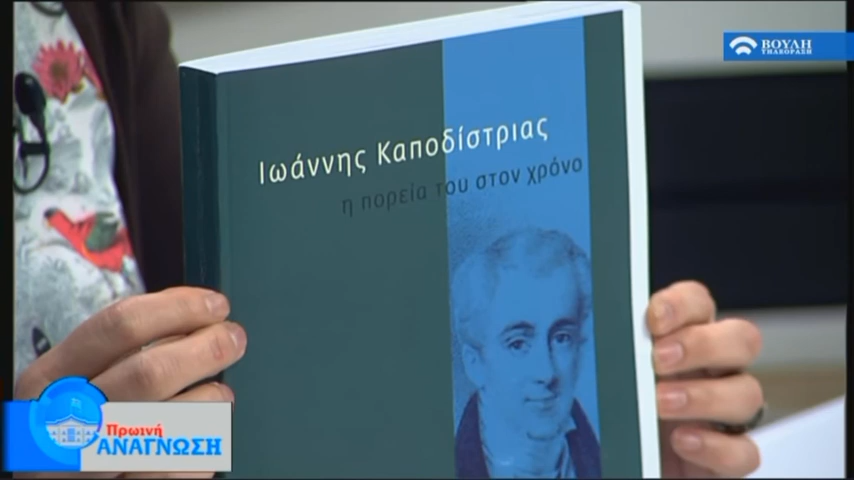 ΒΟΥΛΗ
ΤΗΛΕΟΡΑΣΗ
Ιωάννης Καποδίστριας
η πορεία του στον χρόνο
Πρωινή
ΑΝΑΓΝΩΣΗ